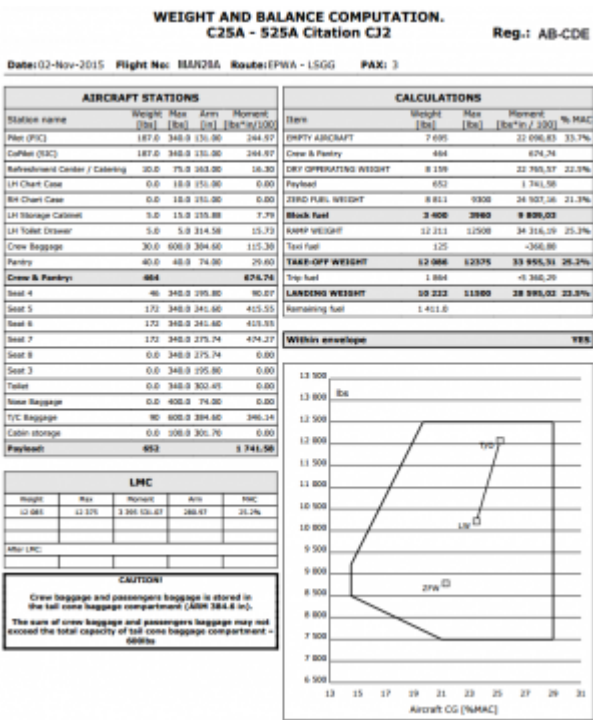 WEIGHT AND BALANCE COMPUTATION.
C25A - 525A Citation CJ2
Reg.: AB-CDE
Date:02-Nov-2015 Flight No: Route:EPWA - LSGG PAX: 3
AIRCRAFT STATIONS
Station name Weight [lbs] Max [lbs] Arm [in] Moment [lbs*in/100]
Pilot (PIC) 187.0 340.0 131.00 244.97
CoPilot (SIC) 187.0 340.0 131.00 244.97
Refreshment Center / Catering 10.0 75.0 163.00 16.30
LH Chart Case 0.0 10.0 151.00 0.00
RH Chart Case 0.0 10.0 151.00 0.00
LH Storage Cabinet 5.0 15.0 155.80 7.79
LH Toilet Drawer 5.0 5.0 314.58 15.73
Crew Baggage 30.0 600.0 384.60 115.38
Pantry 40.0 40.0 74.00 29.60
Crew & Pantry: 464 674.74
Seat 4 46 340.0 195.80 90.07
Seat 5 172 340.0 241.60 415.55
Seat 6 172 340.0 241.60 415.55
Seat 7 172 340.0 275.74 474.27
Seat 8 0.0 340.0 275.74 0.00
Seat 3 0.0 340.0 195.80 0.00
Toilet 0.0 340.0 302.45 0.00
Nose Baggage 0.0 400.0 74.00 0.00
T/C Baggage 90 600.0 384.60 346.14
Cabin storage 0.0 100.0 301.70 0.00
Payload: 652 1 741.58
LMC
Weight Max Moment Arm MAC
12 085 12 375 280.97 25.2%
After LMC:
CAUTION!
Crew baggage and passengers baggage is stored in
the tail cone baggage compartment (ARM 384.6 in).
The sum of crew baggage and passengers baggage may not
exceed the total capacity of tail cone baggage compartment –
600lbs
CALCULATIONS
Item Weight [lbs] Max [lbs] Moment [lbs*in / 100] % MAC
EMPTY AIRCRAFT 7 695 22 090,83 33.7%
Crew & Pantry 464 674,74
DRY OPPERATING WEIGHT 8 159 22 765,57 22.5%
Payload 652 1 741,58
ZERO FUEL WEIGHT 8 811 9300 24 507,16 21.3%
Block fuel 3 400 3960 9 809,03
RAMP WEIGHT 12 211 12500 34 316,19 25.3%
Taxi fuel 125 -360,88
TAKE-OFF WEIGHT 12 086 12375 33 955,31 25.2%
Trip fuel 1 864 -5 360,29
LANDING WEIGHT 10 222 11500 28 595,02 23.5%
Remaining fuel 1 411.0
Within envelope YES
lbs
13 500
13 000
12 500
12 000
11 500
11 000
10 500
10 000
9 500
9 000
8 500
8 000
7 500
7 000
6 500
T/O
LW
ZFW
13 15 17 19 21 23 25 27 29 31
Aircraft CG [%MAC]